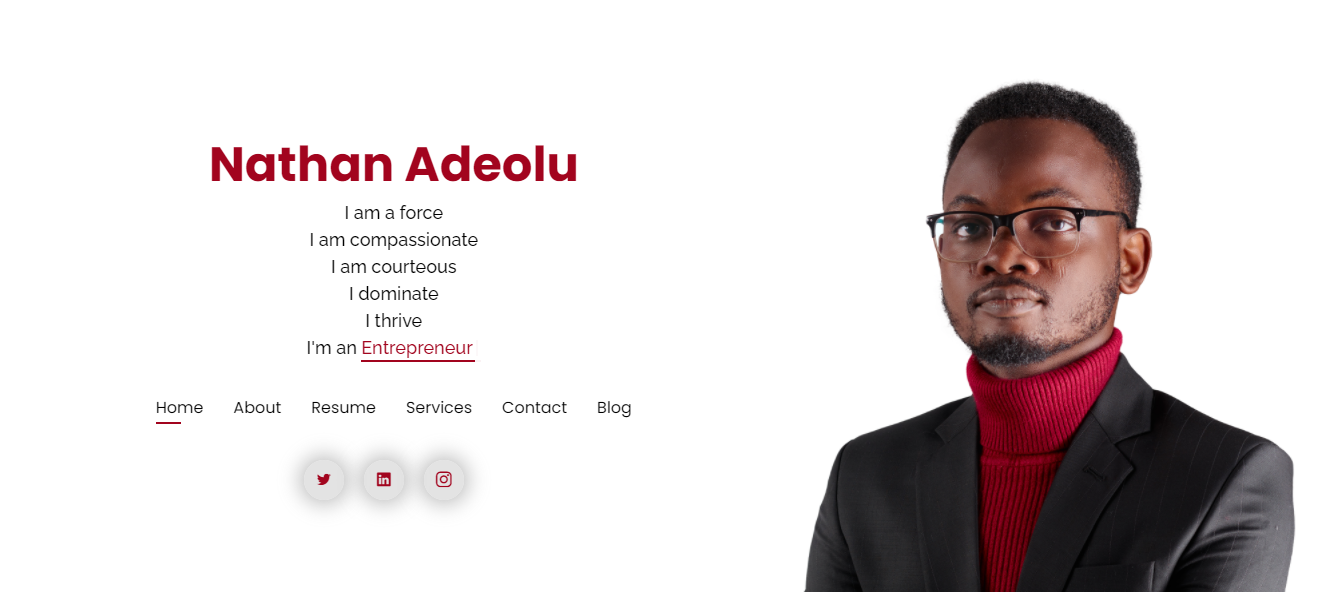 Nathan Adeolu
I am a force
I am compassionate
I am courteous
I dominate
I thrive
I'm an Entrepreneur
Home About Resume Services Contact Blog